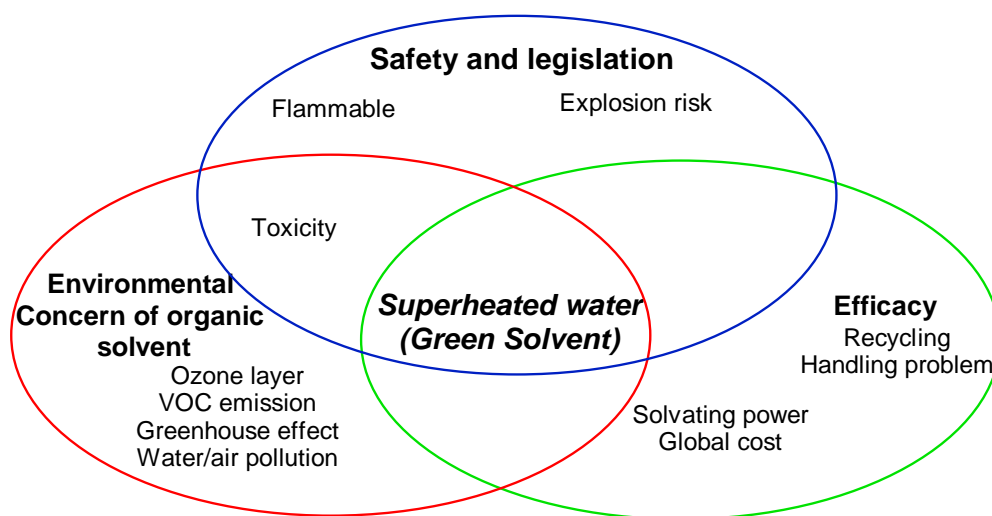 Safety and legislation
Flammable
Explosion risk
Toxicity
Environmental
Concern of organic
solvent
Ozone layer
VOC emission
Greenhouse effect
Water/air pollution
Superheated water
(Green Solvent)
Efficacy
Recycling
Handling problem
Solvating power
Global cost